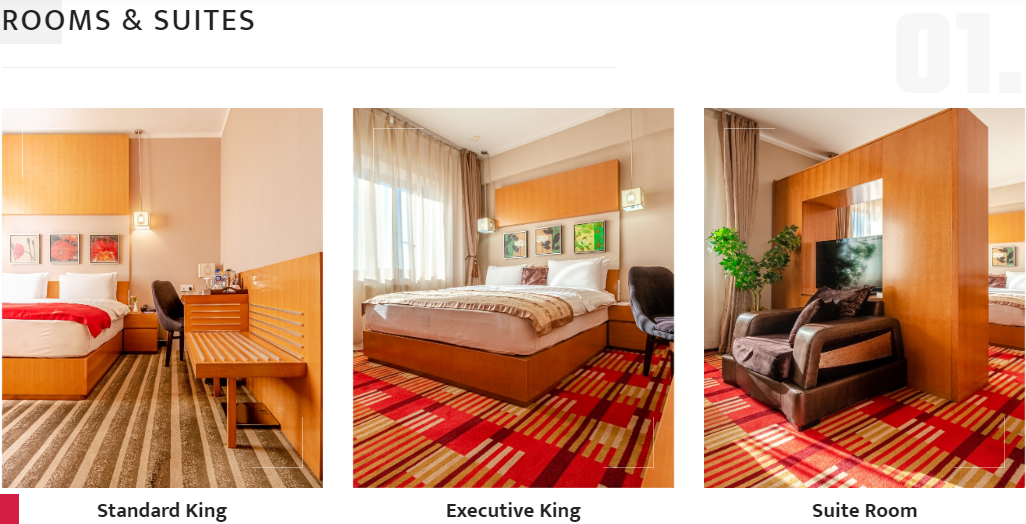 ROOMS & SUITES
01.
Standard King
Executive King
Suite Room